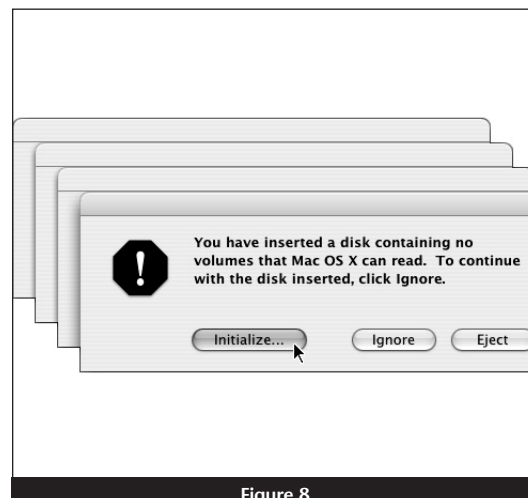 You have inserted a disk containing no
volumes that Mac OS X can read. To continue
with the disk inserted, click Ignore.
Initialize... Ignore Eject
Figure 8